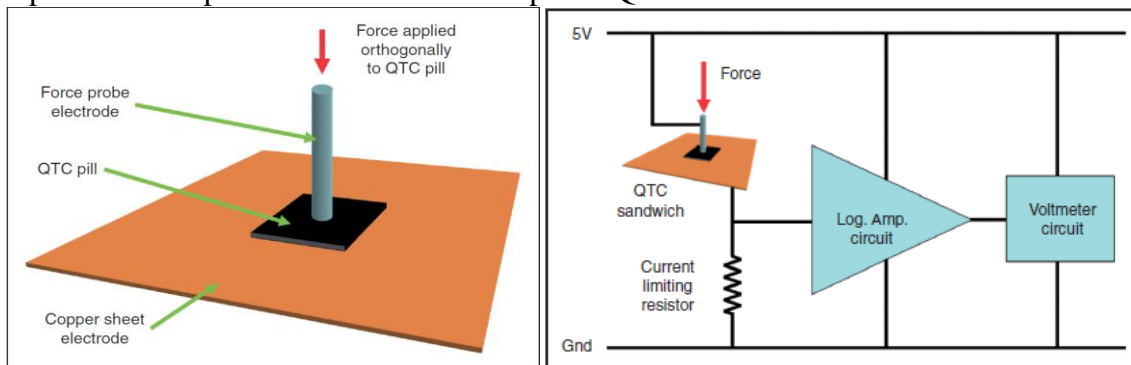 Force applied
orthogonally
to QTC pill
Force probe
electrode
QTC pill
Copper sheet
electrode
5V
Force
QTC
sandwich
Log. Amp.
circuit
Voltmeter
circuit
Current
limiting
resistor
Gnd